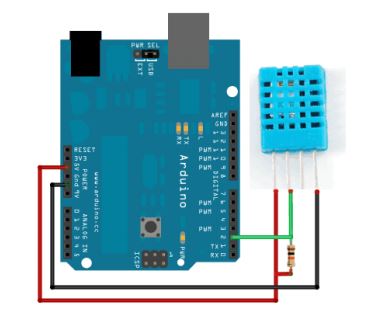 PWR SEL
EXT
USB
AREF
GND
13
12
11
10
9
8
7
6
5
4
3
2
TX 1
RX 0
PWM
PWM
PWM
PWM
PWM
PWM
DIGITAL
L
TX
RX
Arduino
www.arduino.cc
RESET
3V3
5V
Gnd
9V
POWER
ANALOG IN
0
1
2
3
4
5
ICSP
1
PWR